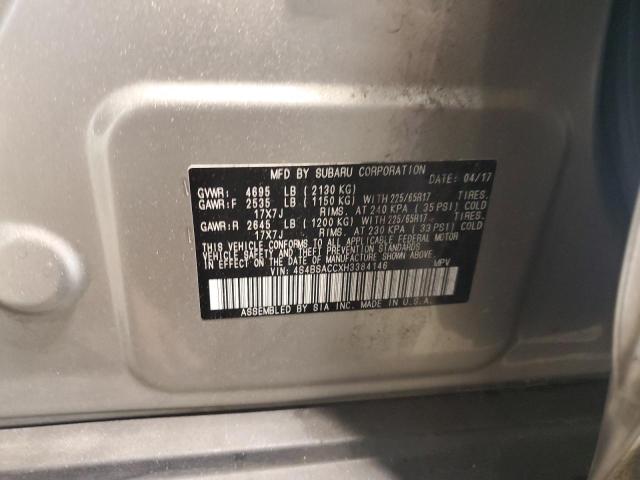 MFD BY SUBARU CORPORATION DATE: 04/17
GVWR: 4695 LB (2130 KG)
GAWR:F 2535 LB (1150 KG) WITH 225/65R17 TIRES.
17X7J RIMS. AT 240 KPA (35 PSI) COLD
GAWR:R 2645 LB (1200 KG) WITH 225/65R17 TIRES.
17X7J RIMS. AT 230 KPA (33 PSI) COLD
THIS VEHICLE CONFORMS TO ALL APPLICABLE FEDERAL MOTOR
VEHICLE SAFETY, BUMPER, AND THEFT PREVENTION STANDARDS
IN EFFECT ON THE DATE OF MANUFACTURE SHOWN ABOVE.
VIN: 4S4BSACCXH3384146 MPV
ASSEMBLED BY SIA INC. MADE IN U.S.A.